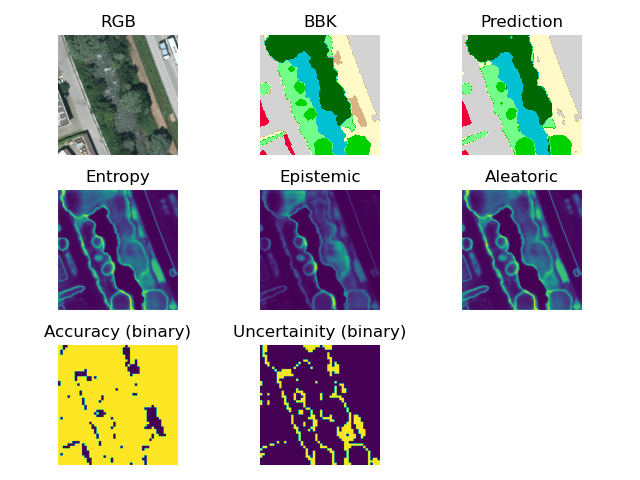 RGB
BBK
Prediction
Entropy
Epistemic
Aleatoric
Accuracy (binary)
Uncertainity (binary)